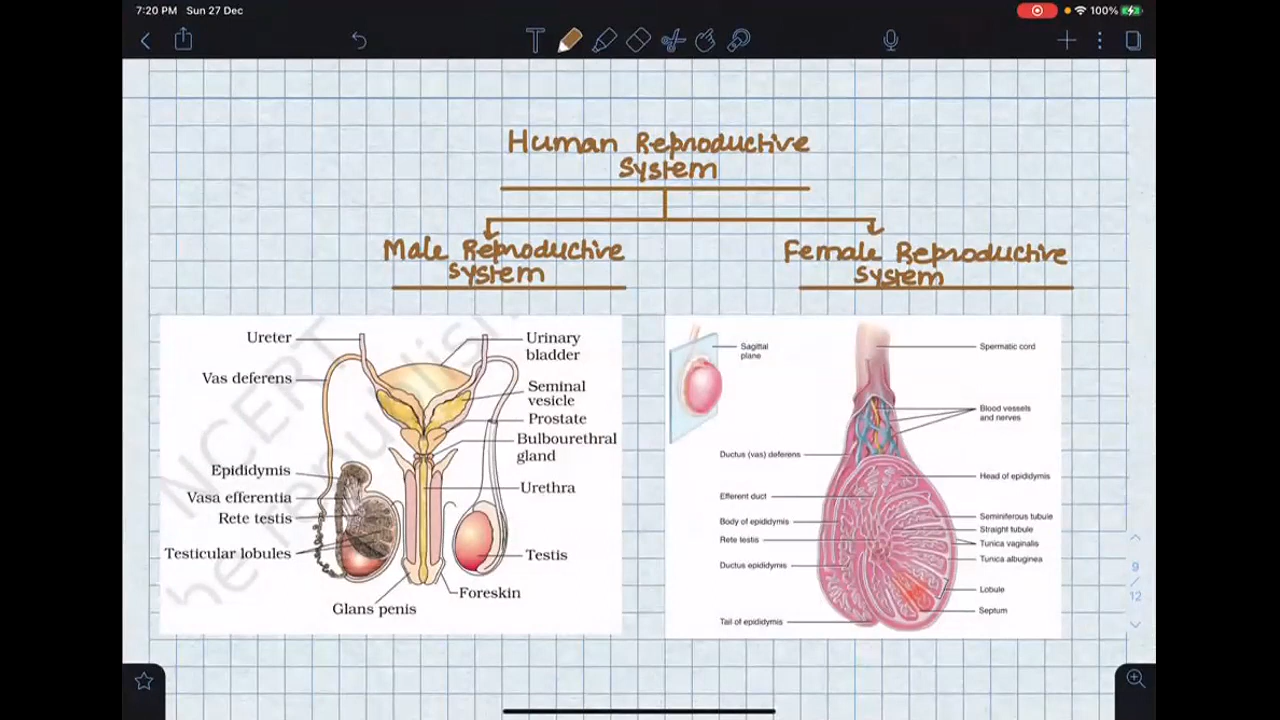 7:20 PM Sun 27 Dec
100%
Human Reproductive
System
Male Reproductive
System
Female Reproductive
System
Ureter
Vas deferens
Epididymis
Vasa efferentia
Rete testis
Testicular lobules
Glans penis
Urinary
bladder
Seminal
vesicle
Prostate
Bulbourethral
gland
Urethra
Testis
Foreskin
NCERT
Sagittal
plane
Ductus (vas) deferens
Efferent duct
Body of epididymis
Rete testis
Ductus epididymis
Tail of epididymis
Spermatic cord
Blood vessels
and nerves
Head of epididymis
Seminiferous tubule
Straight tubule
Tunica vaginalis
Tunica albuginea
Lobule
Septum
9
/
12